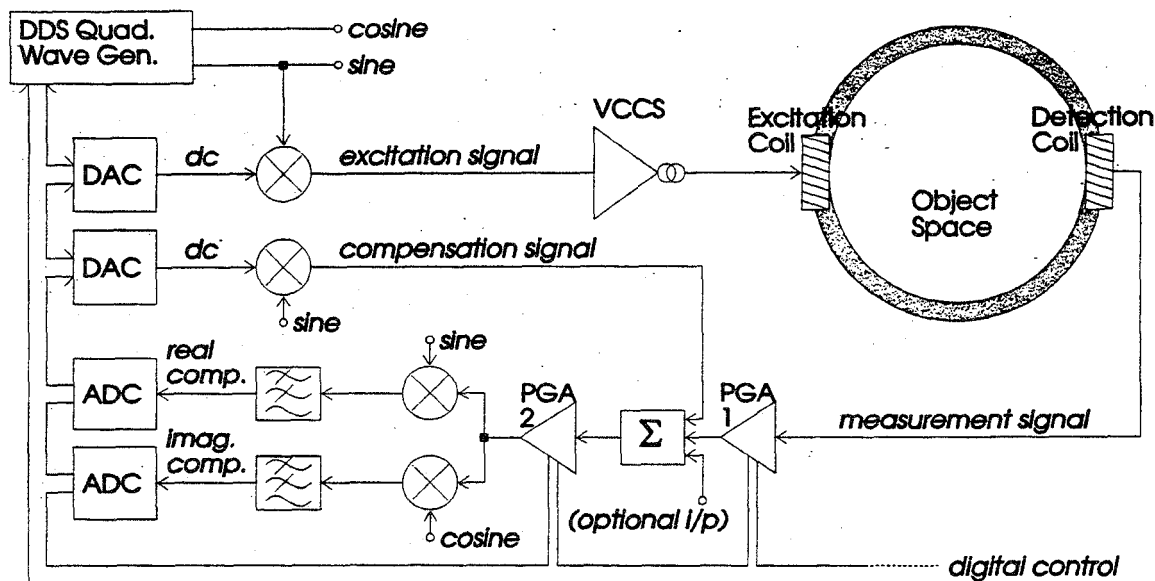 DDS Quad.
Wave Gen.
cosine
sine
VCCS
Excitation
Coil
Detection
Coil
DAC
dc
excitation signal
Object
Space
DAC
dc
compensation signal
sine
sine
real
comp.
ADC
PGA
2
Σ
PGA
1
measurement signal
imag.
comp.
ADC
cosine
(optional i/p)
digital control